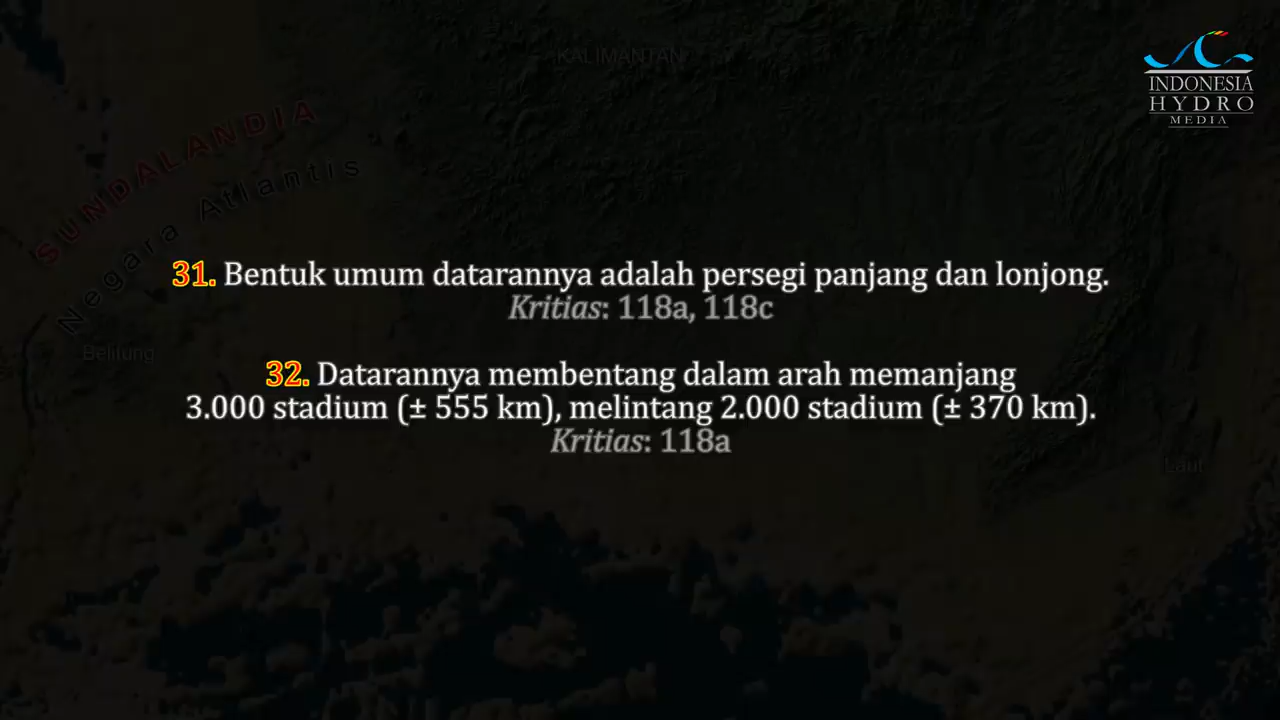 KALIMANTAN
INDONESIA
HYDRO
MEDIA
SUNDALANDIA
Negara Atlantis
31. Bentuk umum datarannya adalah persegi panjang dan lonjong.
Kritias: 118a, 118c
Belitung
32. Datarannya membentang dalam arah memanjang
3.000 stadium (± 555 km), melintang 2.000 stadium (± 370 km).
Kritias: 118a
Laut